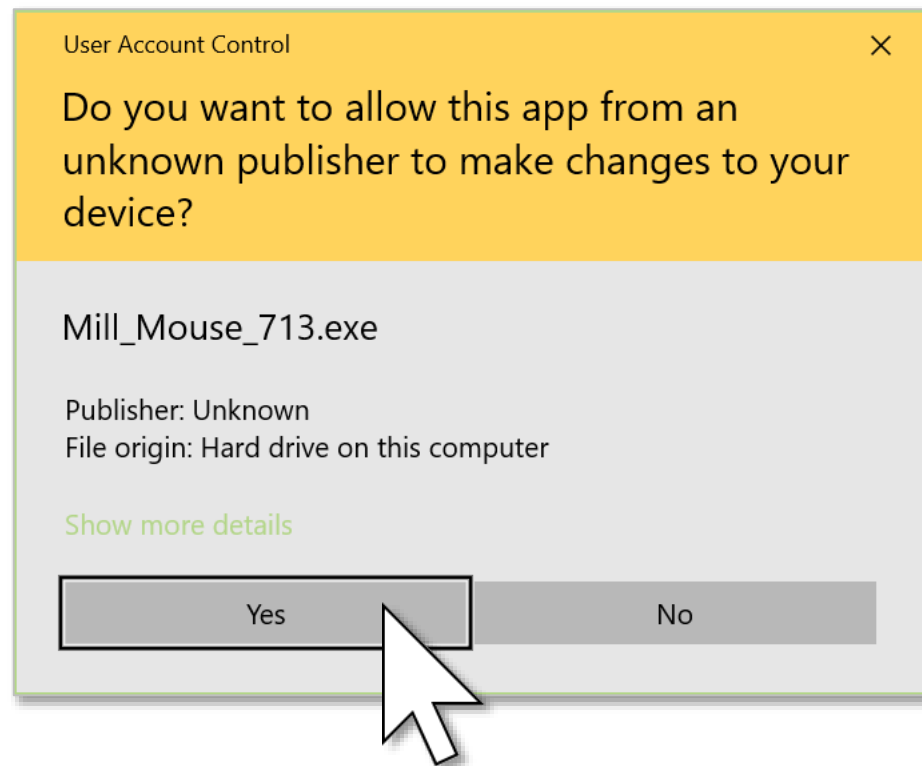 User Account Control
Do you want to allow this app from an
unknown publisher to make changes to your
device?
Mill_Mouse_713.exe
Publisher: Unknown
File origin: Hard drive on this computer
Show more details
Yes No